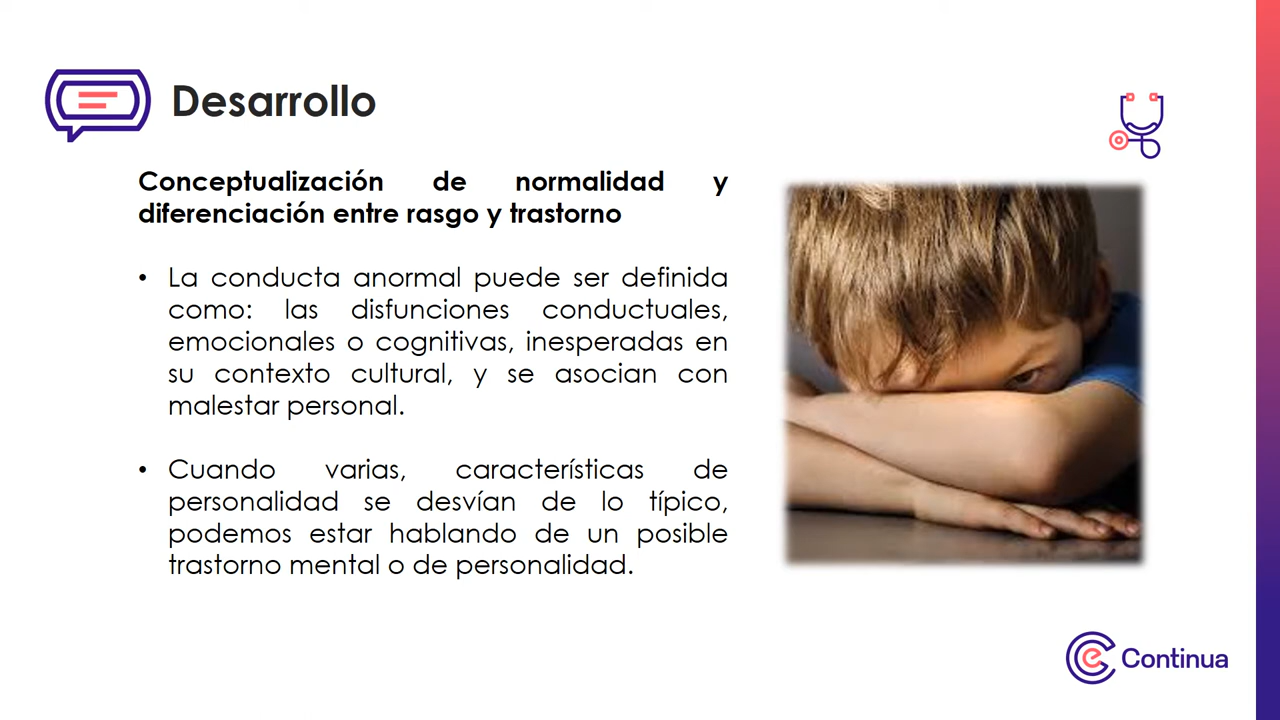 Desarrollo
Conceptualización de normalidad y
diferenciación entre rasgo y trastorno
• La conducta anormal puede ser definida
como: las disfunciones conductuales,
emocionales o cognitivas, inesperadas en
su contexto cultural, y se asocian con
malestar personal.
• Cuando varias, características de
personalidad se desvían de lo típico,
podemos estar hablando de un posible
trastorno mental o de personalidad.
e Continua